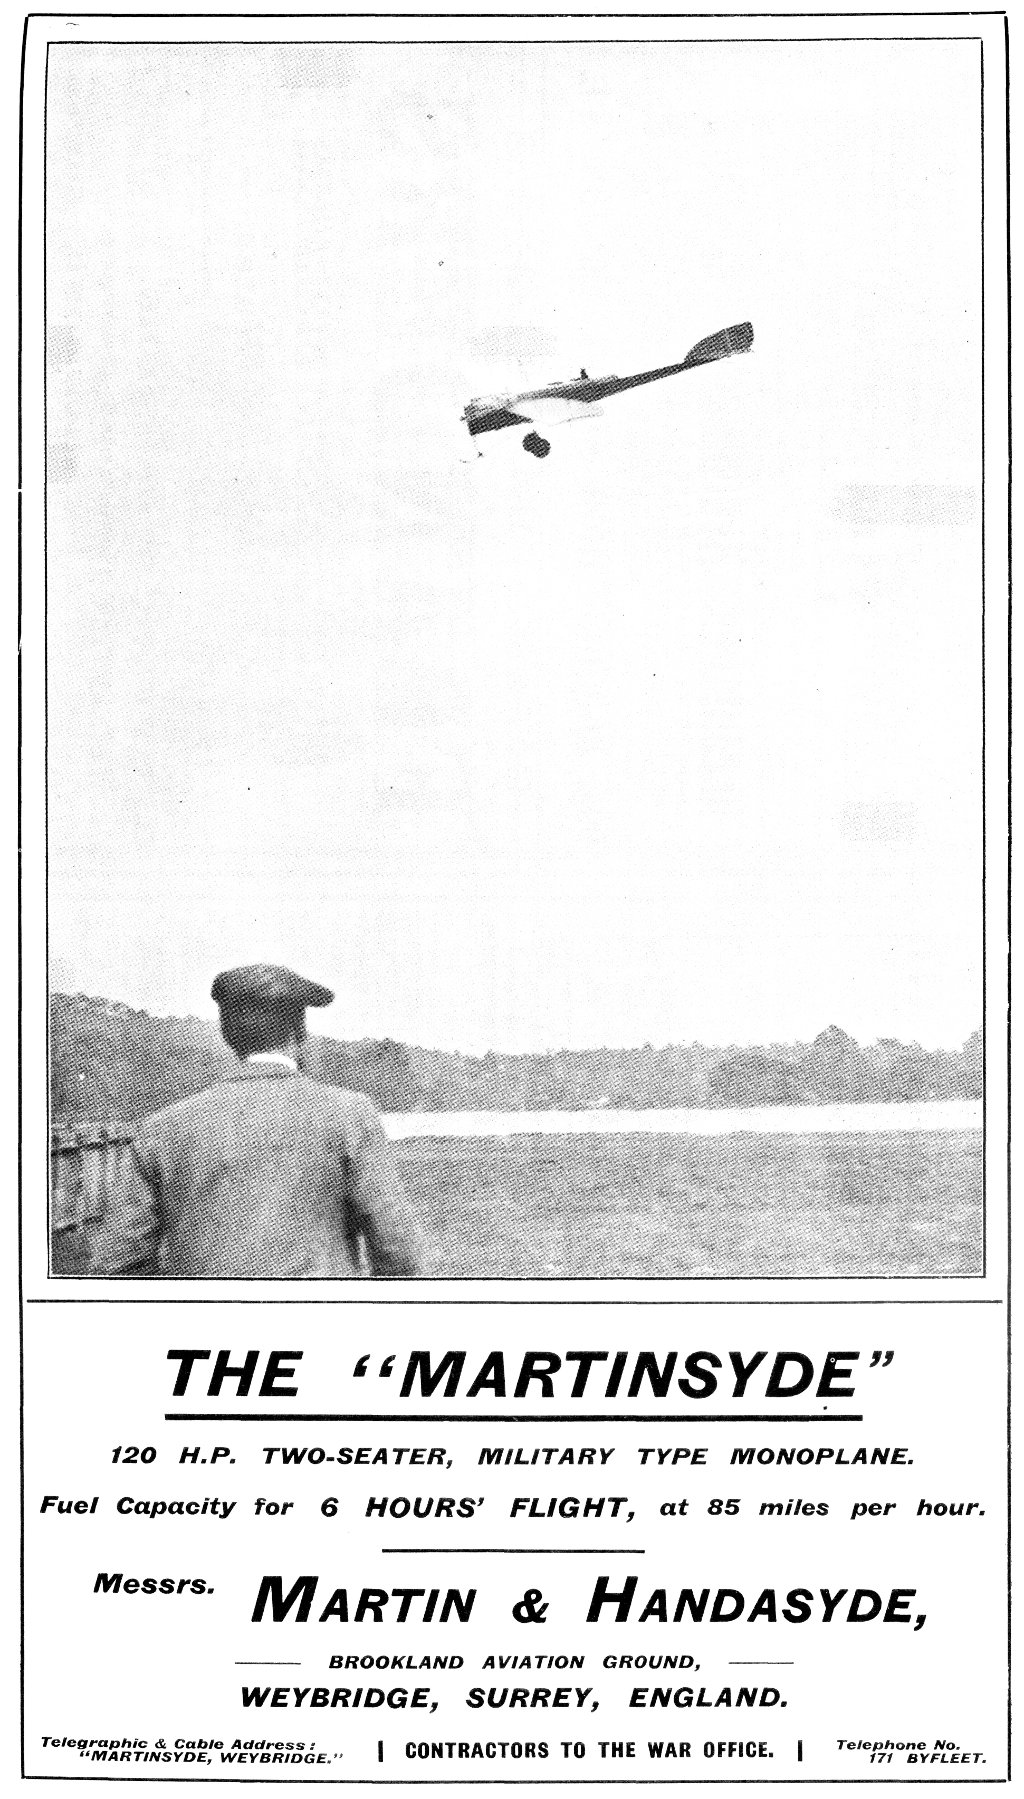 THE “MARTINSYDE”
120 H.P. TWO-SEATER, MILITARY TYPE MONOPLANE.
Fuel Capacity for 6 HOURS’ FLIGHT, at 85 miles per hour.
Messrs. MARTIN & HANDASYDE,
BROOKLAND AVIATION GROUND,
WEYBRIDGE, SURREY, ENGLAND.
Telegraphic & Cable Address:
“MARTINSYDE, WEYBRIDGE.”
CONTRACTORS TO THE WAR OFFICE.
Telephone No.
171 BYFLEET.